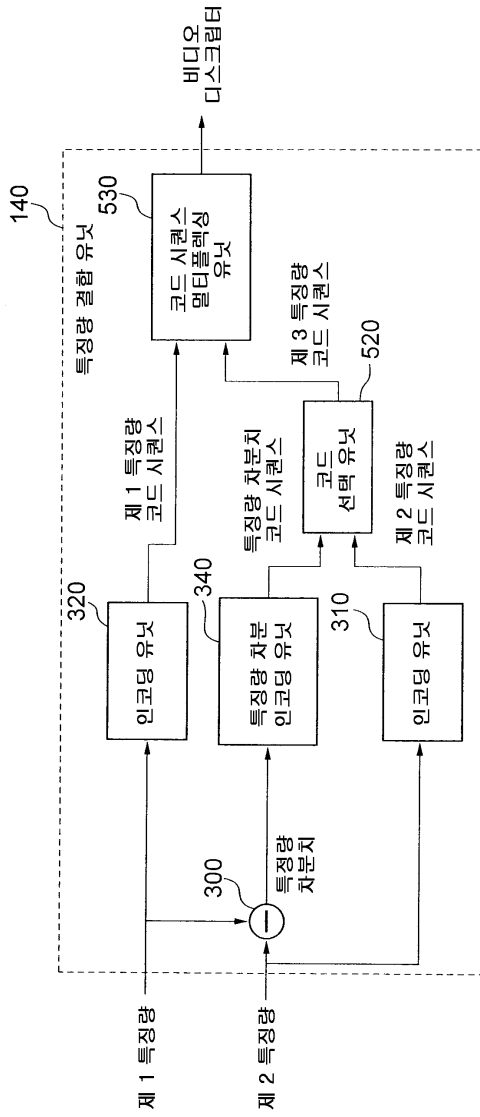 140
특징량 결합 유닛
제 1 특징량
320
인코딩 유닛
제 1 특징량
코드 시퀀스
530
코드 시퀀스
멀티플렉싱
유닛
비디오
디스크립터
제 2 특징량
300
특정량
차분치
340
특징량 차분
인코딩 유닛
특징량 차분치
코드 시퀀스
제 3 특징량
코드 시퀀스
520
코드
선택 유닛
310
인코딩 유닛
제 2 특징량
코드 시퀀스